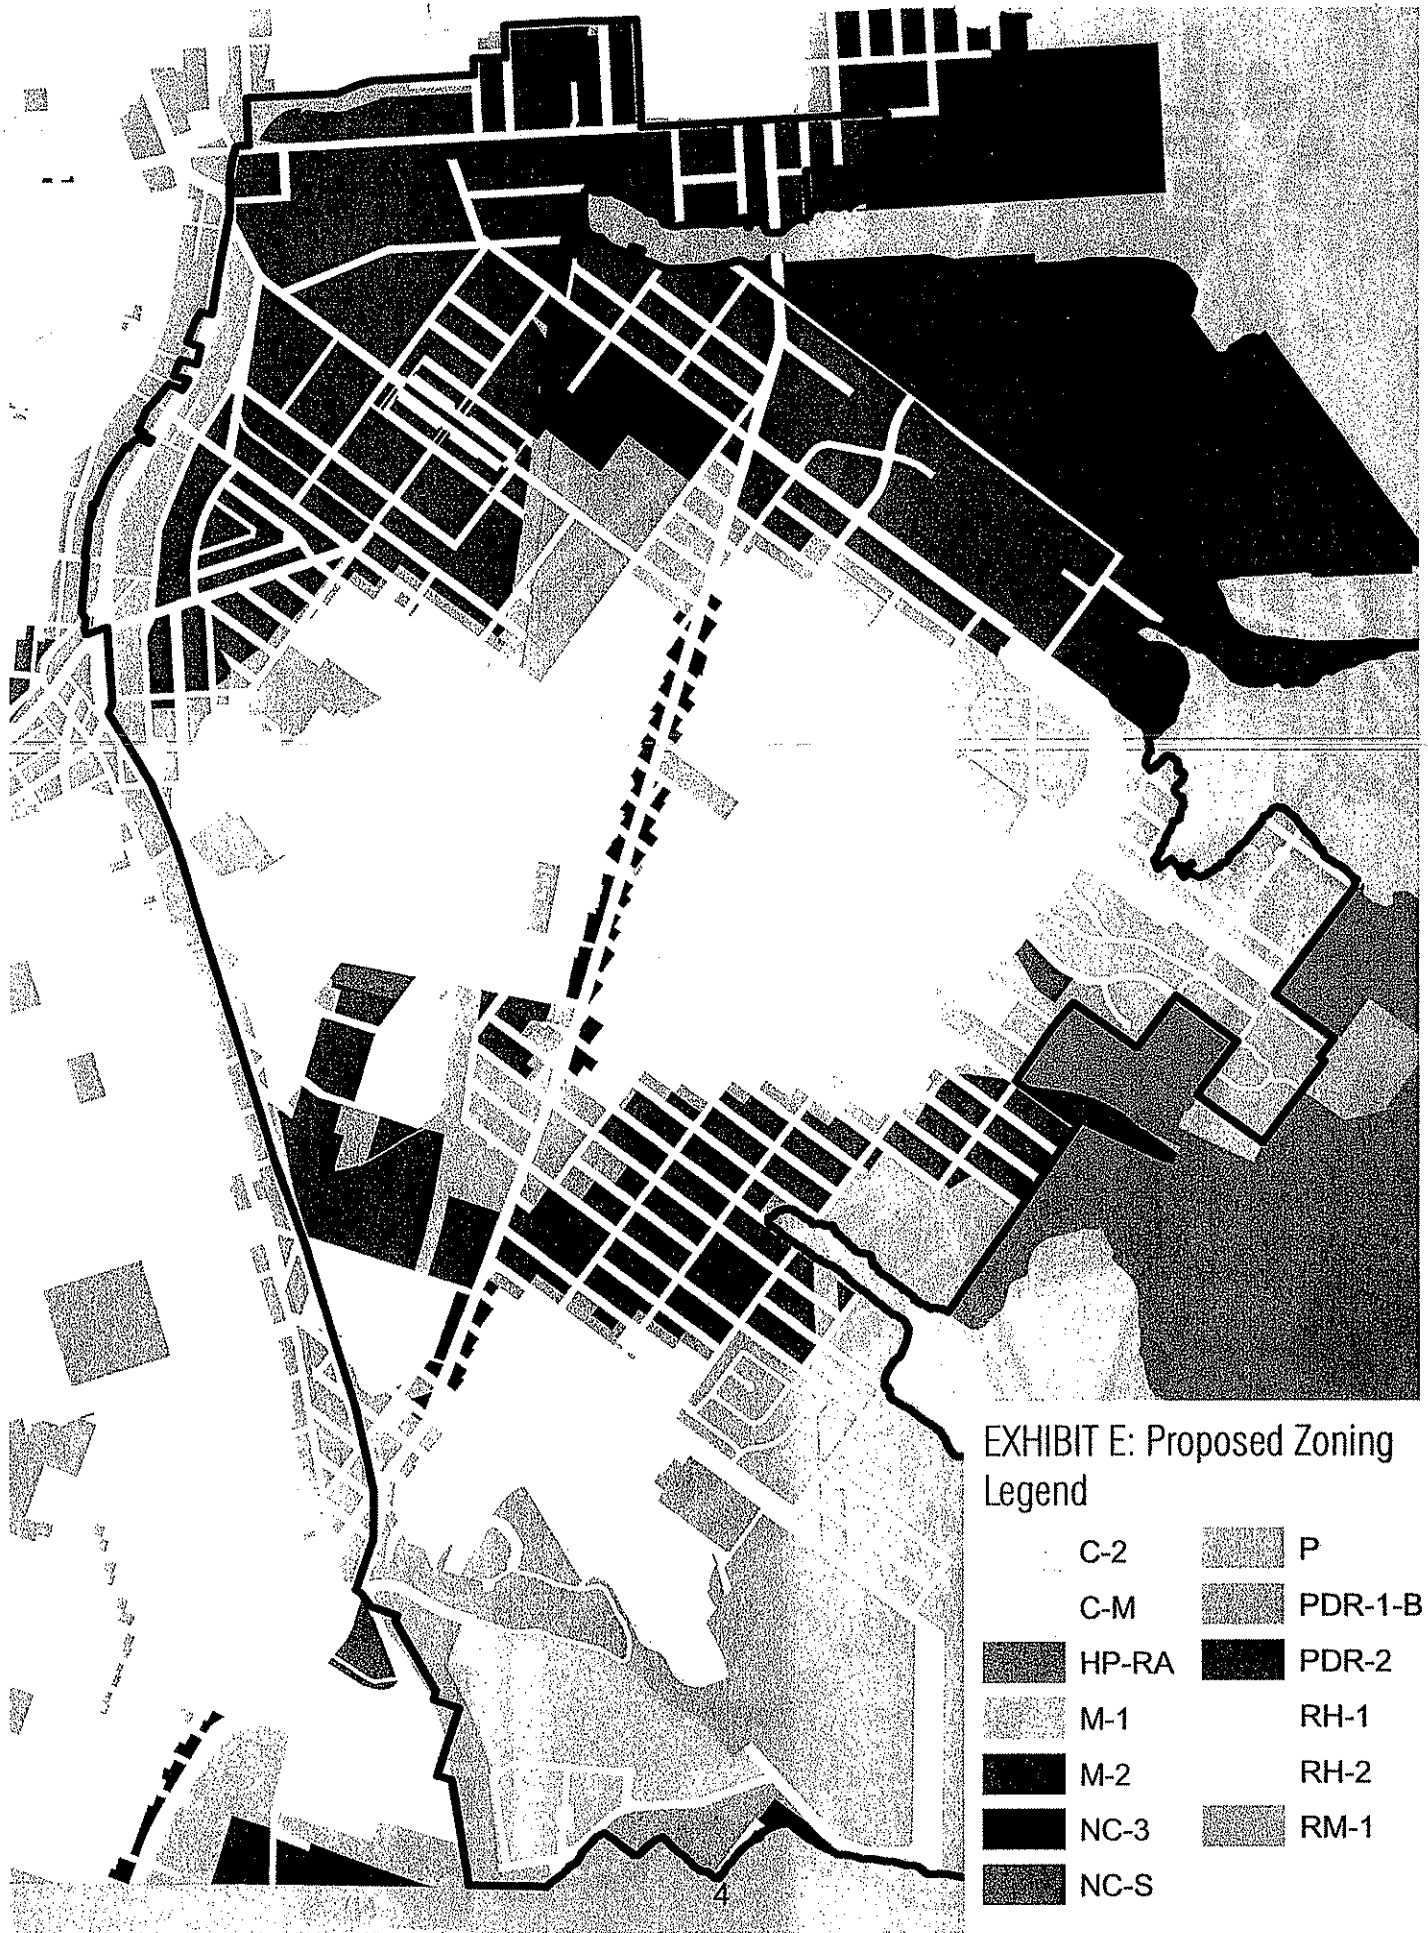 EXHIBIT E: Proposed Zoning
Legend
C-2
C-M
HP-RA
M-1
M-2
NC-3
NC-S
P
PDR-1-B
PDR-2
RH-1
RH-2
RM-1
4